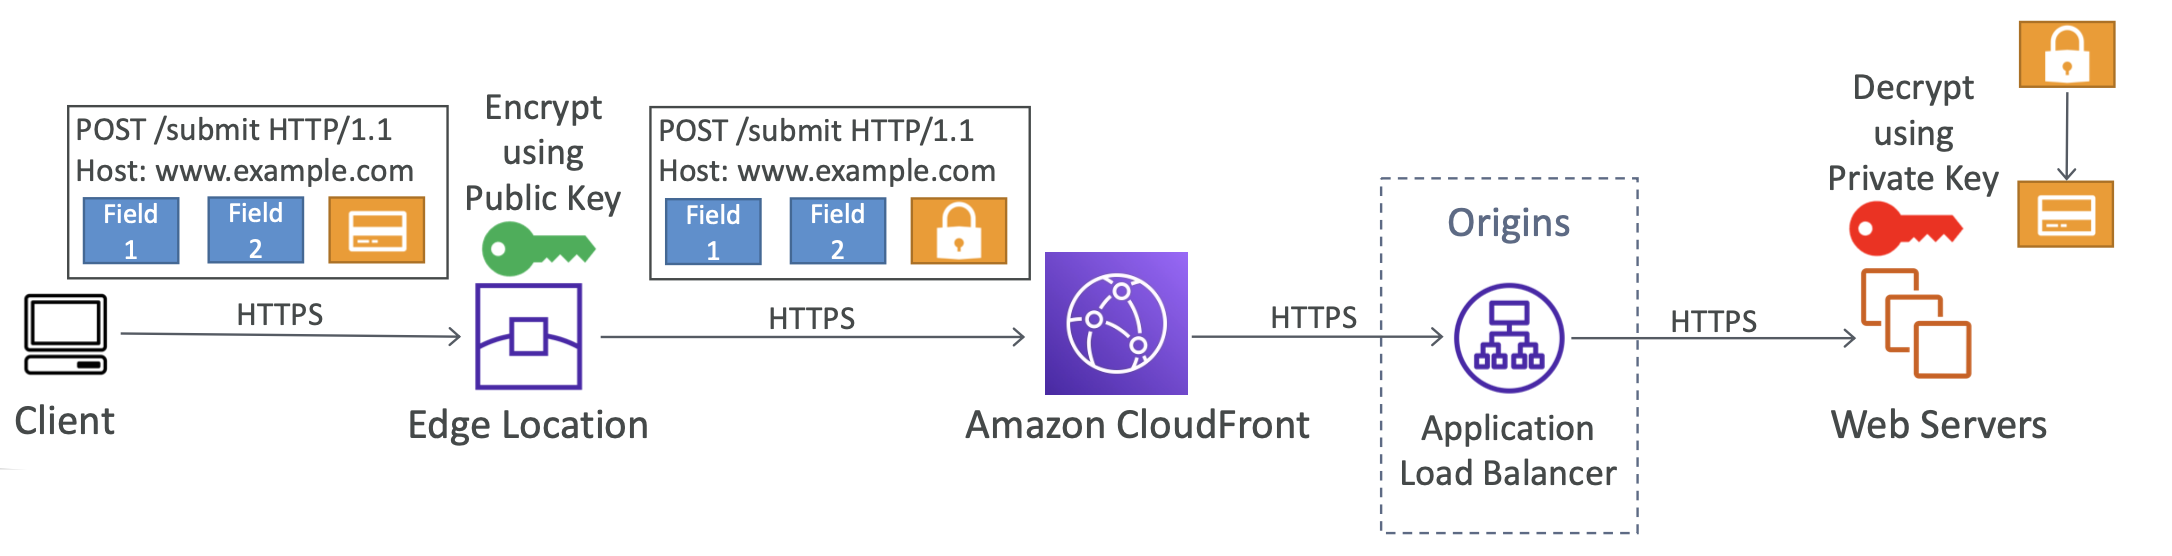 POST /submit HTTP/1.1
Host: www.example.com
Field
1
Field
2
Client
HTTPS
Encrypt
using
Public Key
Edge Location
POST /submit HTTP/1.1
Host: www.example.com
Field
1
Field
2
HTTPS
Amazon CloudFront
HTTPS
Origins
Application
Load Balancer
HTTPS
Decrypt
using
Private Key
Web Servers